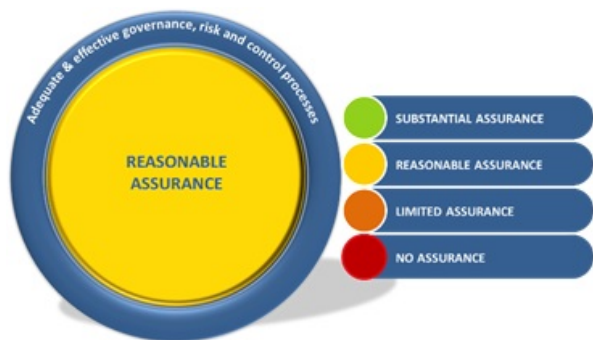 Adequate & effective governance, risk and control processes
REASONABLE
ASSURANCE
SUBSTANTIAL ASSURANCE
REASONABLE ASSURANCE
LIMITED ASSURANCE
NO ASSURANCE